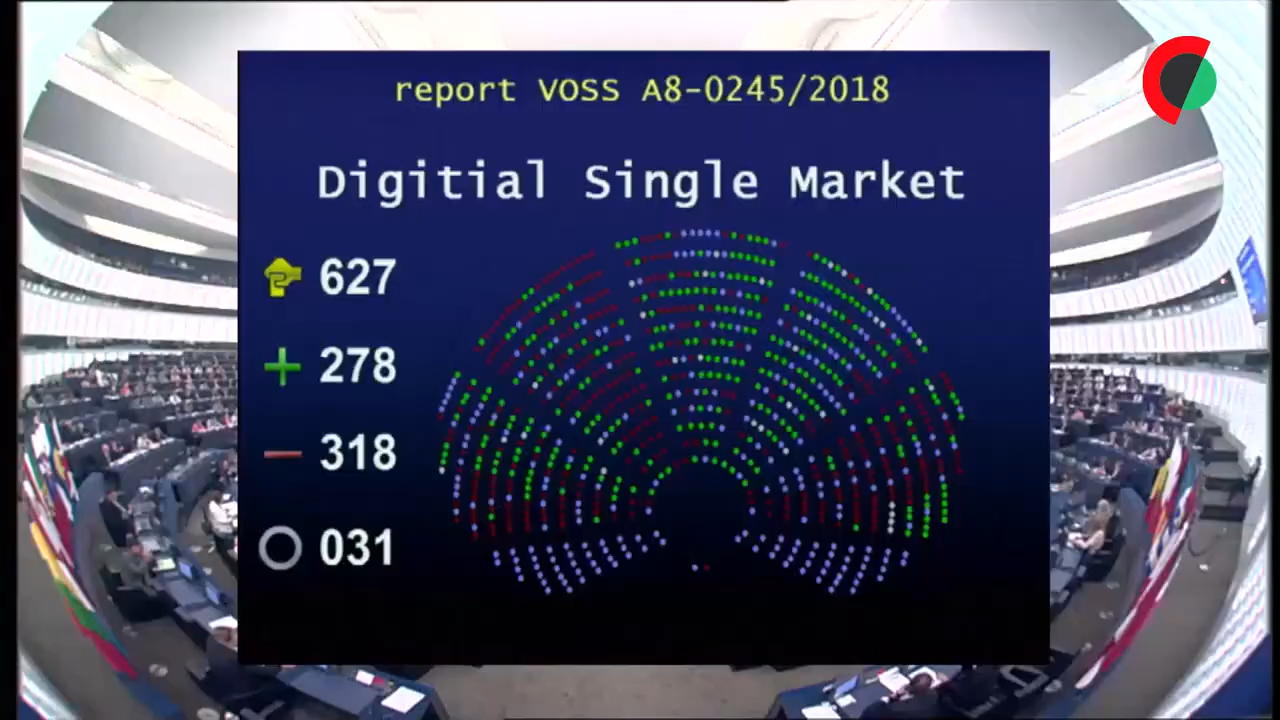 report VOSS A8-0245/2018
Digitial Single Market
627
278
318
031